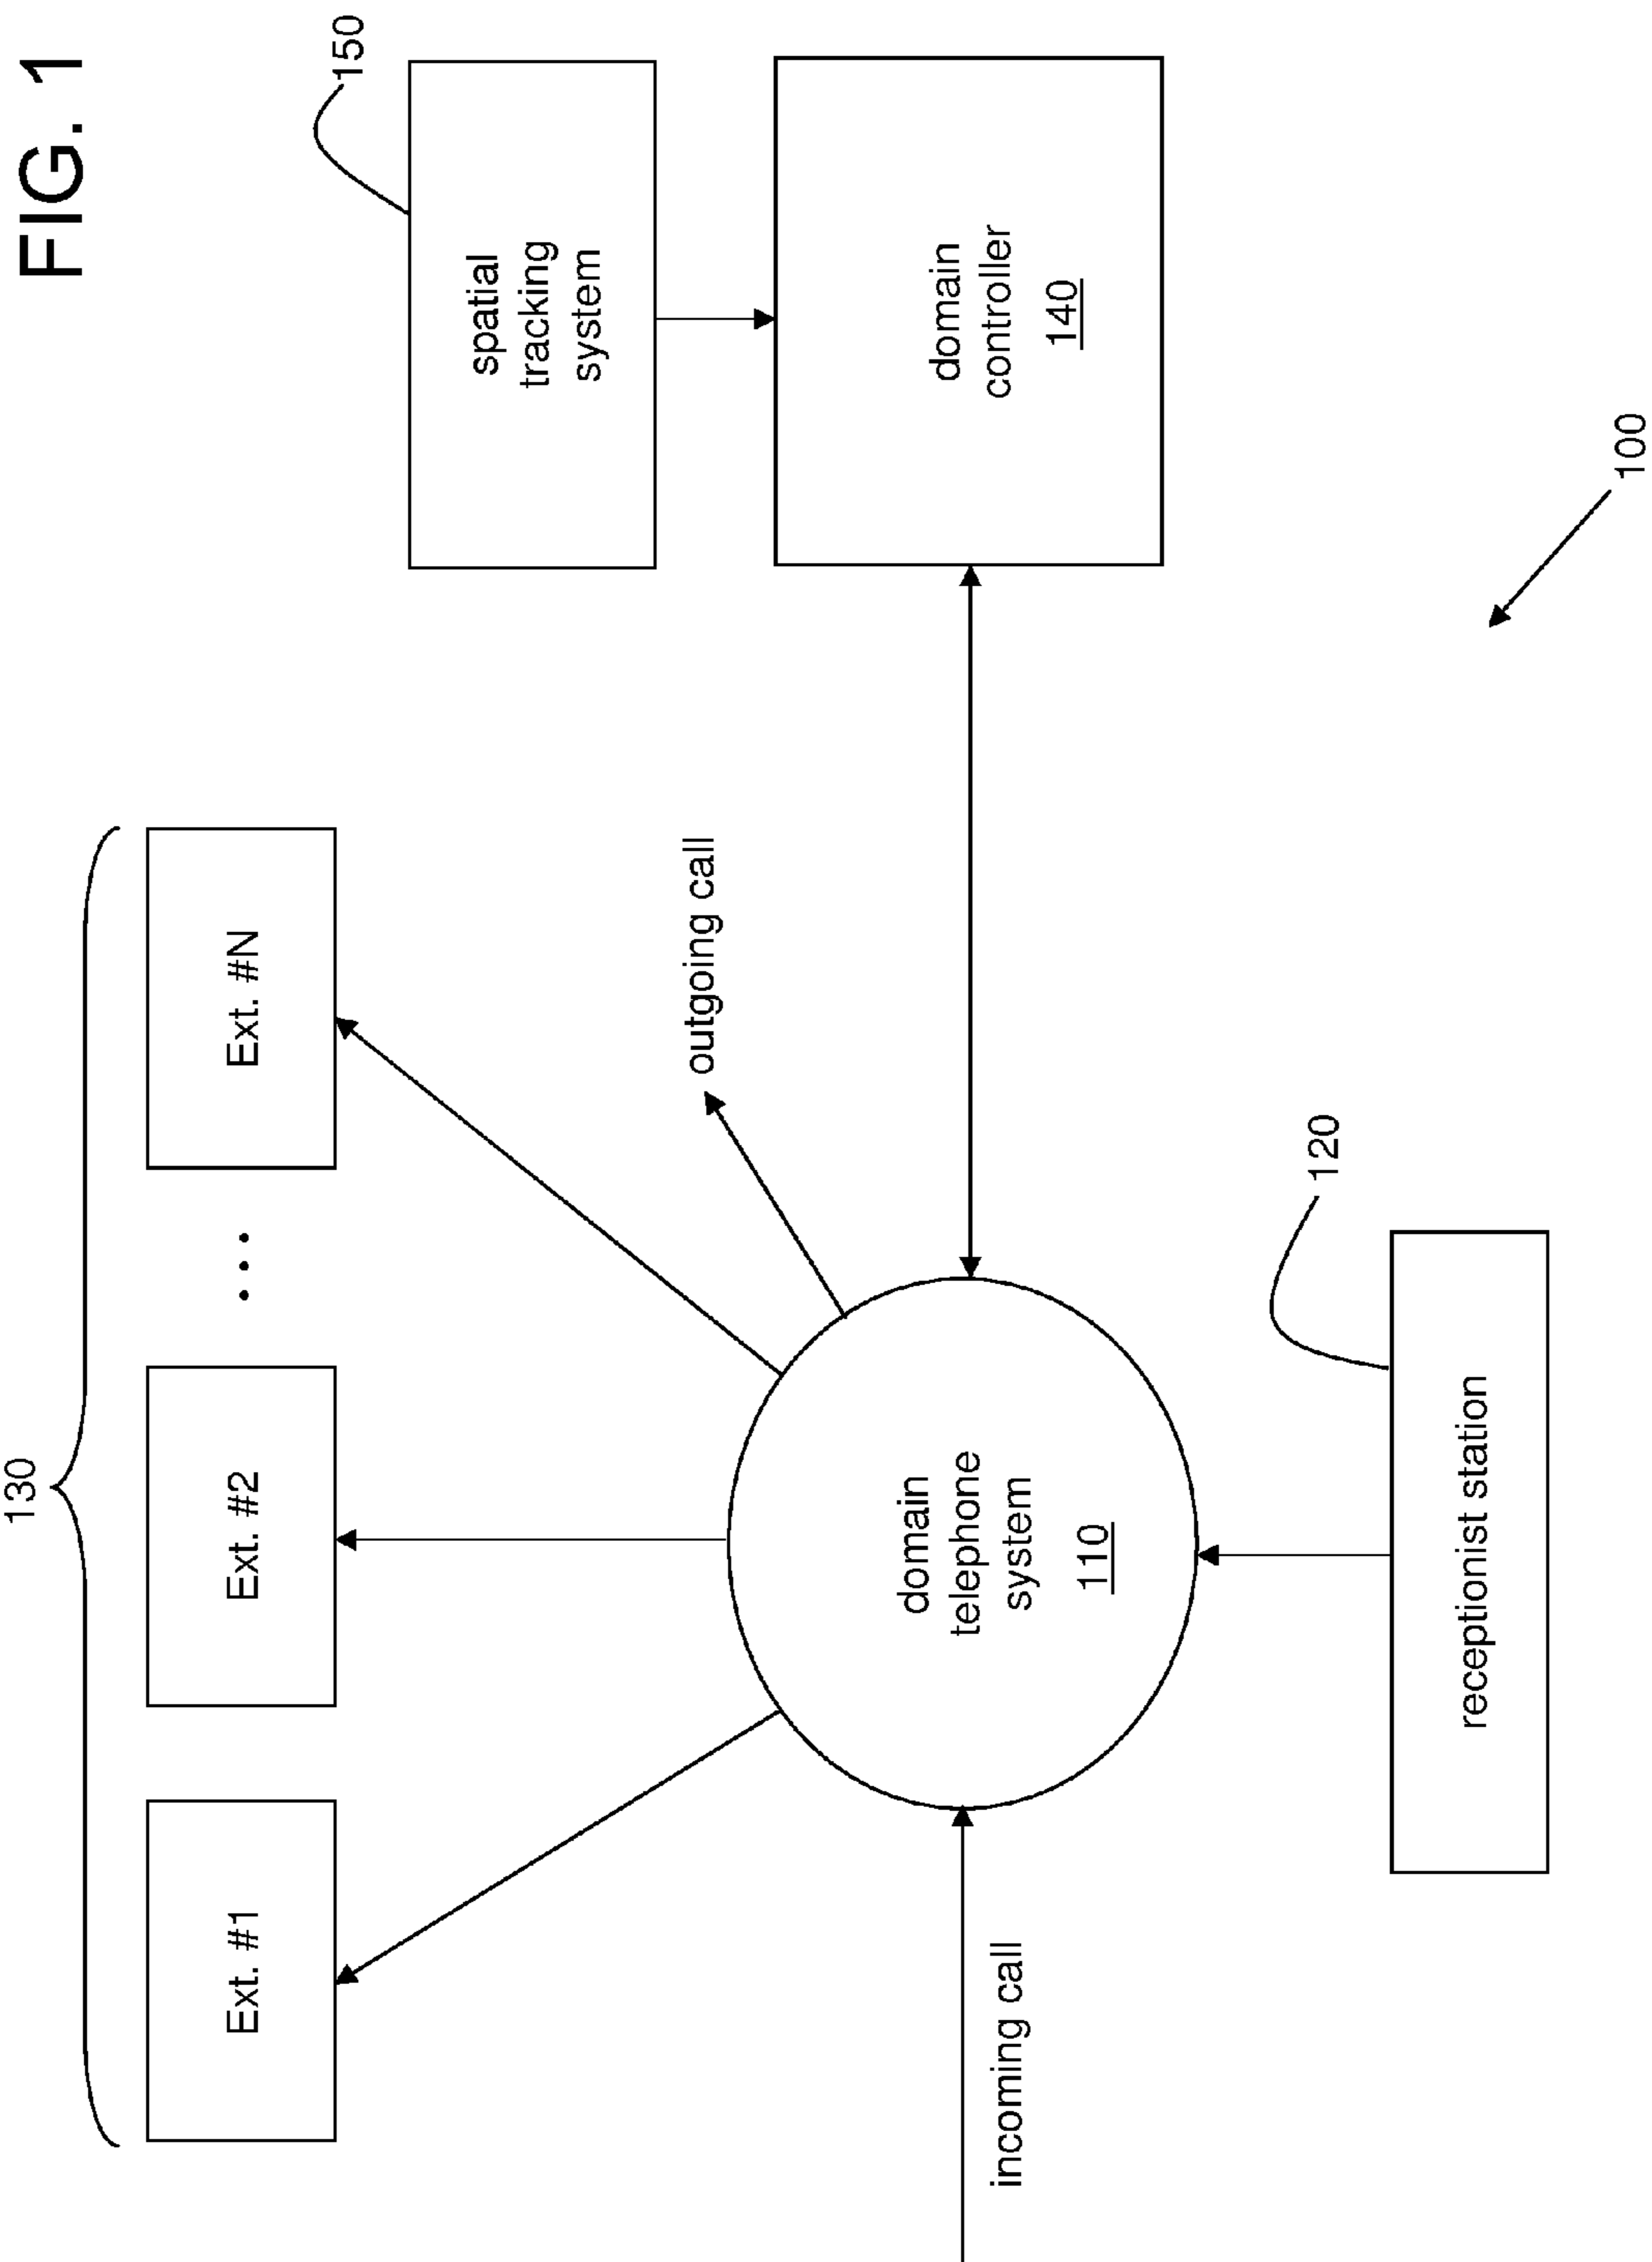 FIG. 1
130
Ext. #1
Ext. #2
...
Ext. #N
150
spatial
tracking
system
outgoing call
domain
telephone
system
110
domain
controller
140
incoming call
120
receptionist station
100